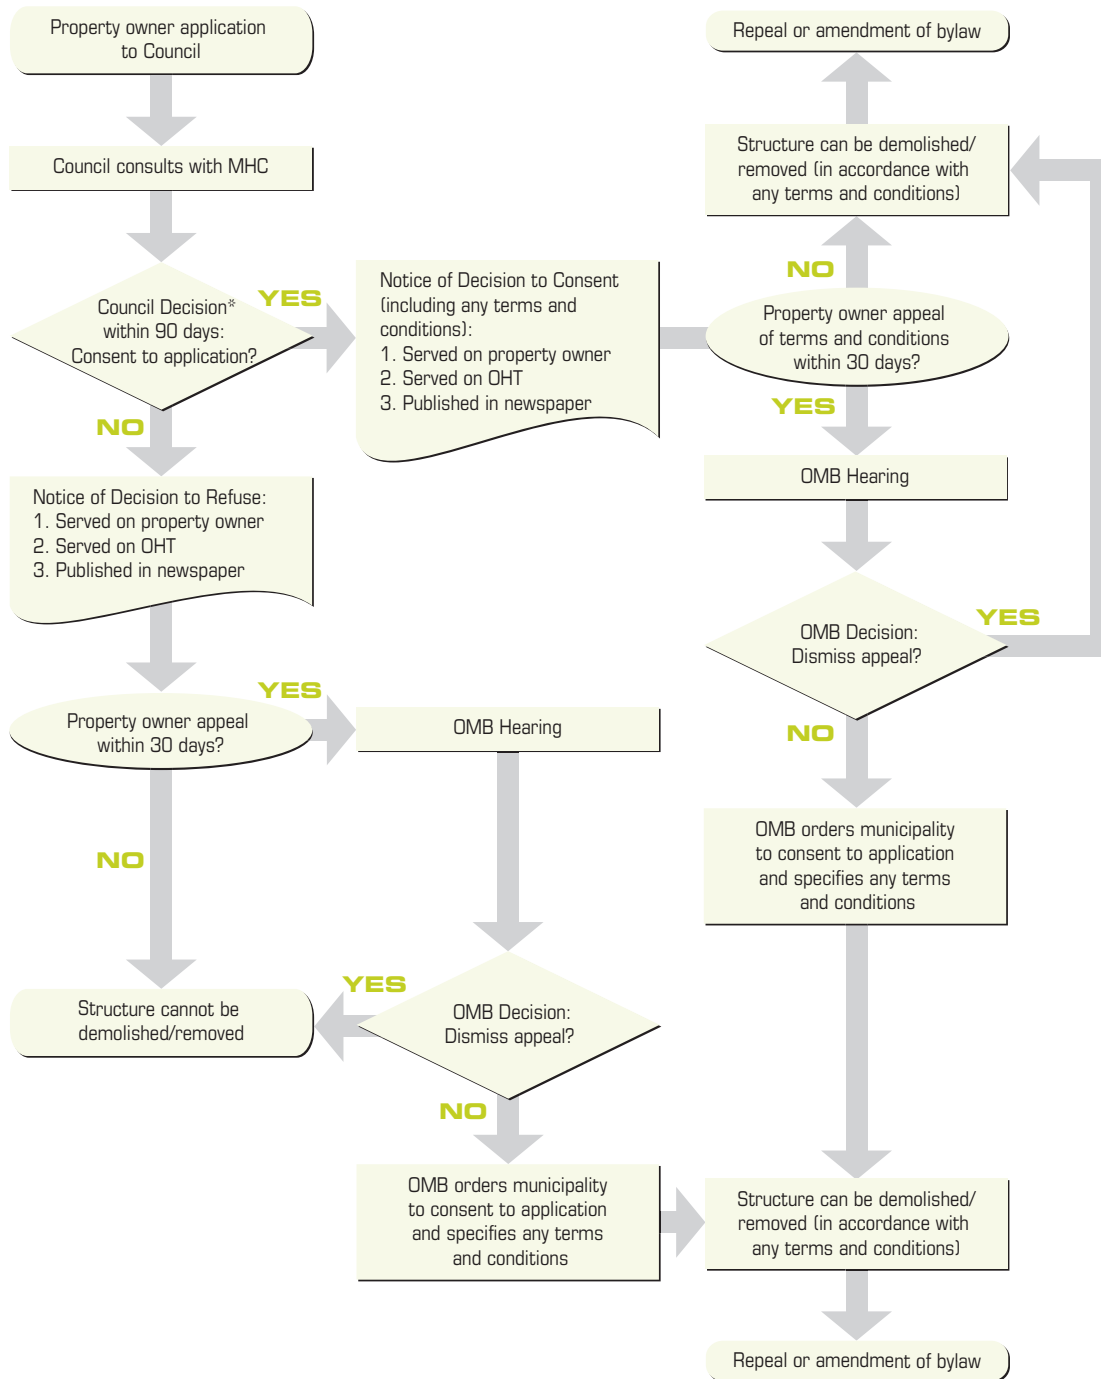 Property owner application
to Council
Council consults with MHC
Council Decision*
within 90 days:
Consent to application?
YES
NO
Notice of Decision to Consent
(including any terms and
conditions):
1. Served on property owner
2. Served on OHT
3. Published in newspaper
Notice of Decision to Refuse:
1. Served on property owner
2. Served on OHT
3. Published in newspaper
Property owner appeal
within 30 days?
YES
NO
OMB Hearing
Structure cannot be
demolished/removed
YES
OMB Decision:
Dismiss appeal?
NO
OMB orders municipality
to consent to application
and specifies any terms
and conditions
Repeal or amendment of bylaw
Structure can be demolished/
removed (in accordance with
any terms and conditions)
NO
Property owner appeal
of terms and conditions
within 30 days?
YES
OMB Hearing
OMB Decision:
Dismiss appeal?
YES
NO
OMB orders municipality
to consent to application
and specifies any terms
and conditions
Structure can be demolished/
removed (in accordance with
any terms and conditions)
Repeal or amendment of bylaw